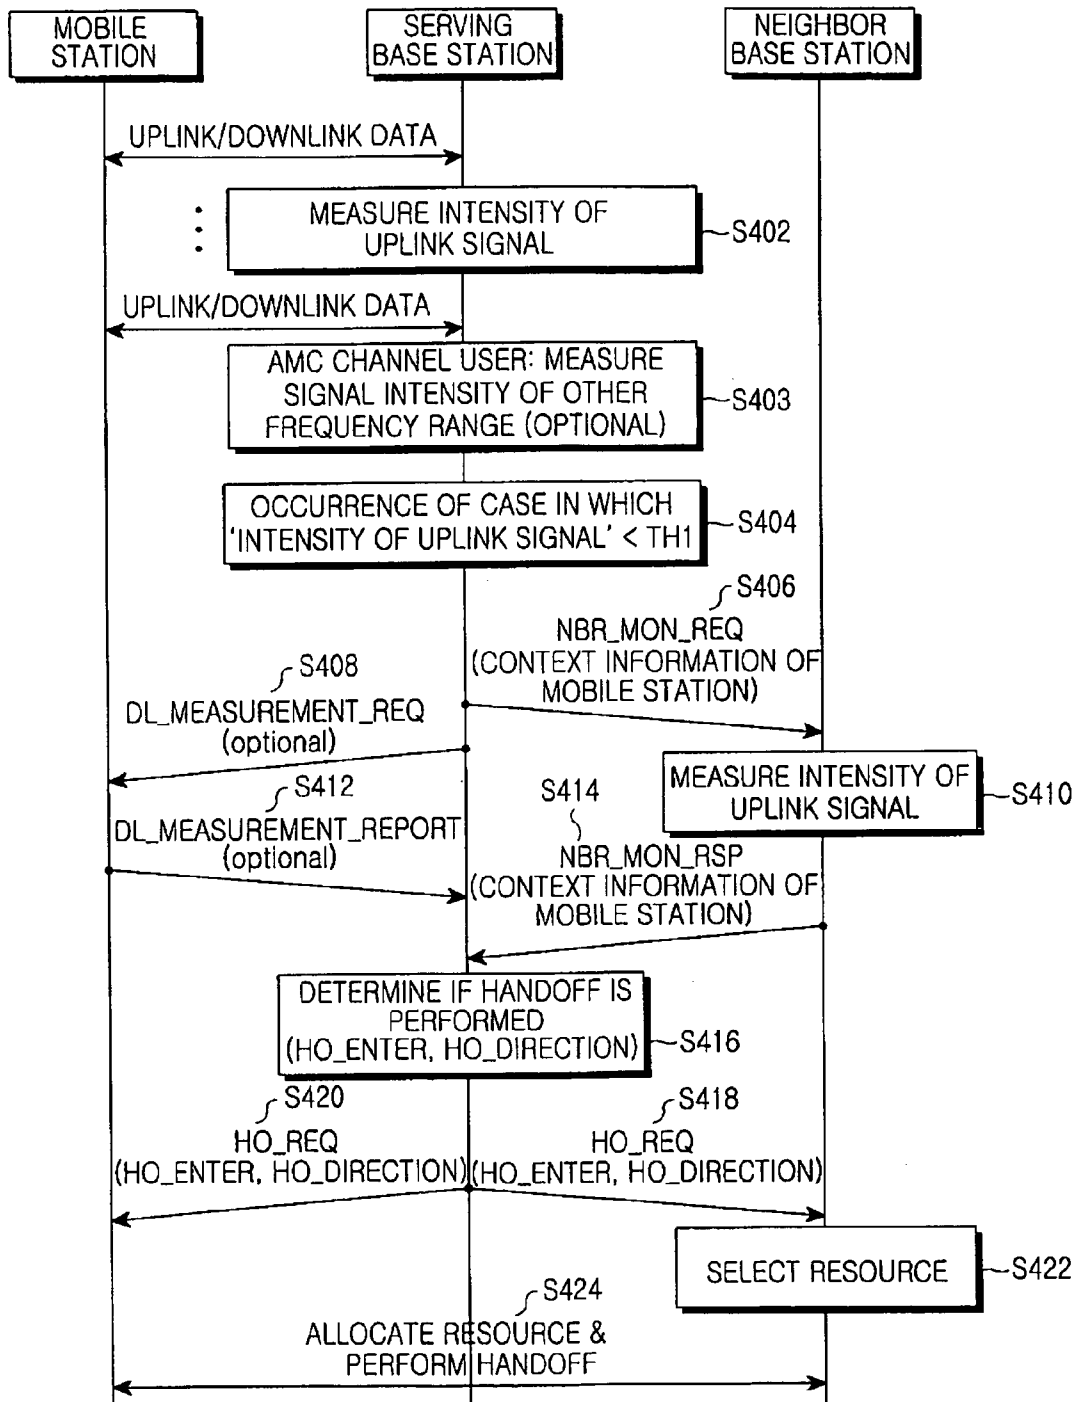 MOBILE
STATION
SERVING
BASE STATION
NEIGHBOR
BASE STATION
UPLINK/DOWNLINK DATA
MEASURE INTENSITY OF
UPLINK SIGNAL
S402
UPLINK/DOWNLINK DATA
AMC CHANNEL USER: MEASURE
SIGNAL INTENSITY OF OTHER
FREQUENCY RANGE (OPTIONAL)
S403
OCCURRENCE OF CASE IN WHICH
'INTENSITY OF UPLINK SIGNAL' < TH1
S404
S406
NBR_MON_REQ
(CONTEXT INFORMATION OF
MOBILE STATION)
S408
DL_MEASUREMENT_REQ
(optional)
MEASURE INTENSITY OF
UPLINK SIGNAL
S410
S412
DL_MEASUREMENT_REPORT
(optional)
S414
NBR_MON_RSP
(CONTEXT INFORMATION OF
MOBILE STATION)
DETERMINE IF HANDOFF IS
PERFORMED
(HO_ENTER, HO_DIRECTION)
S416
S420
HO_REQ
(HO_ENTER, HO_DIRECTION)
S418
HO_REQ
(HO_ENTER, HO_DIRECTION)
SELECT RESOURCE
S422
S424
ALLOCATE RESOURCE &
PERFORM HANDOFF